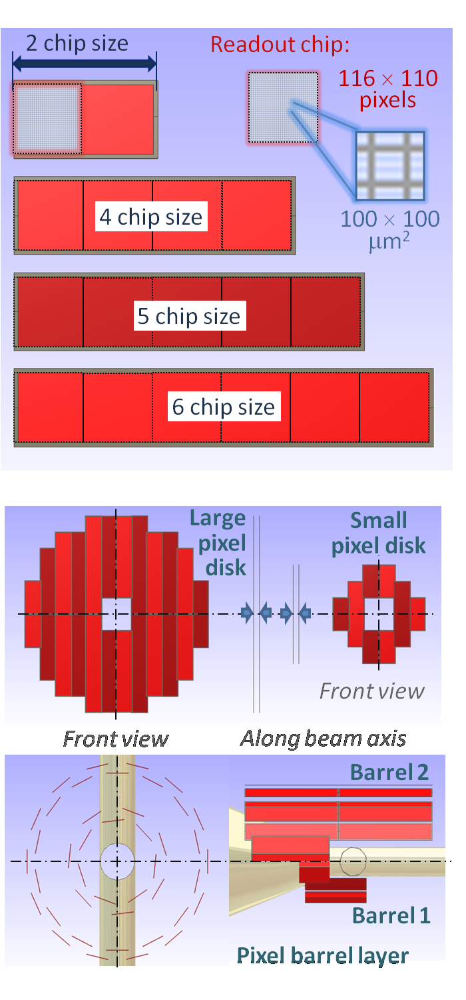 2 chip size
Readout chip:
116 × 110
pixels
4 chip size
100 × 100
μm²
5 chip size
6 chip size
Large
pixel
disk
Small
pixel disk
Front view
Front view
Along beam axis
Barrel 2
Barrel 1
Pixel barrel layer